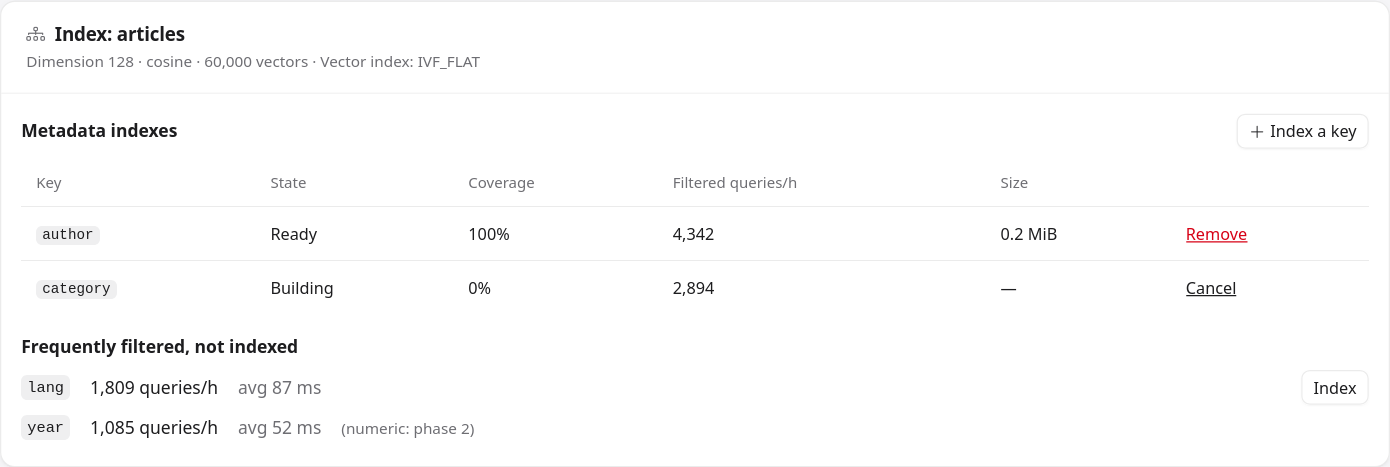 Index: articles
Dimension 128 · cosine · 60,000 vectors · Vector index: IVF_FLAT
Metadata indexes
+ Index a key
Key State Coverage Filtered queries/h Size
author Ready 100% 4,342 0.2 MiB Remove
category Building 0% 2,894 — Cancel
Frequently filtered, not indexed
lang 1,809 queries/h avg 87 ms Index
year 1,085 queries/h avg 52 ms (numeric: phase 2)